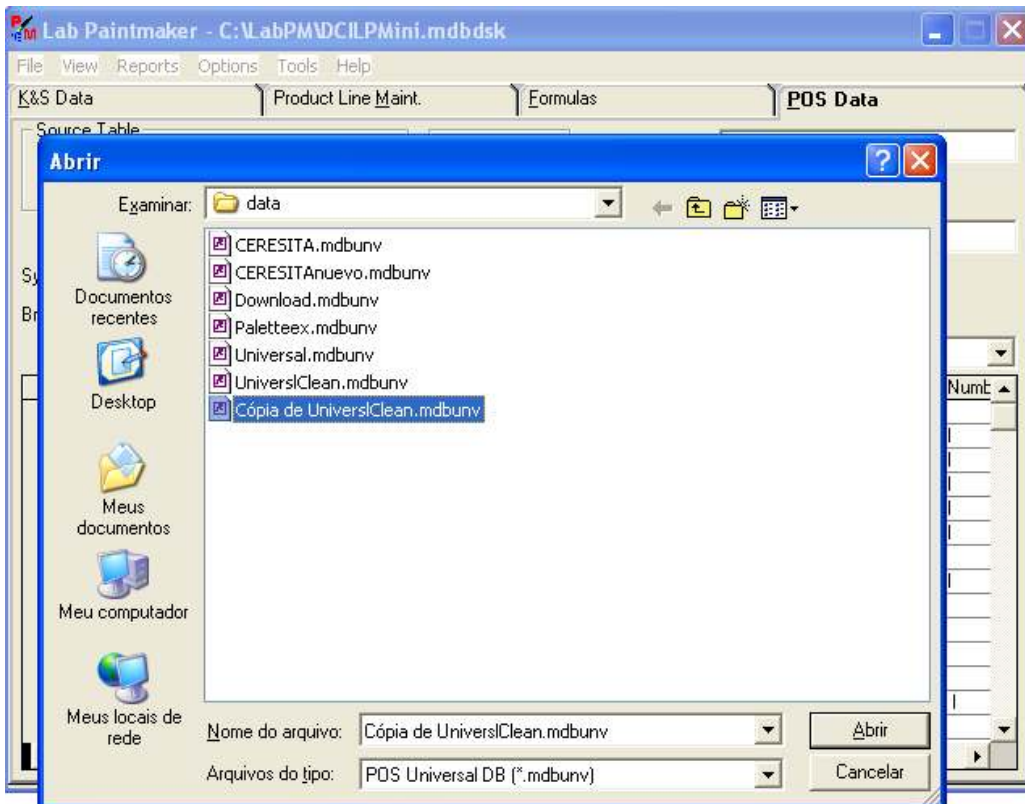 Lab Paintmaker - C:\LabPM\DCILPMini.mdbdsk
File View Reports Options Tools Help
K&S Data Product Line Maint. Formulas POS Data
Source Table
Abrir
Examinar: data
CERESITA.mdbunv
CERESITAnuevo.mdbunv
Download.mdbunv
Paletteex.mdbunv
Universal.mdbunv
UniverslClean.mdbunv
Cópia de UniverslClean.mdbunv
Documentos recentes
Desktop
Meus documentos
Meu computador
Meus locais de rede
Sy
Br
Numb
Nome do arquivo: Cópia de UniverslClean.mdbunv Abrir
Arquivos do tipo: POS Universal DB (*.mdbunv) Cancelar